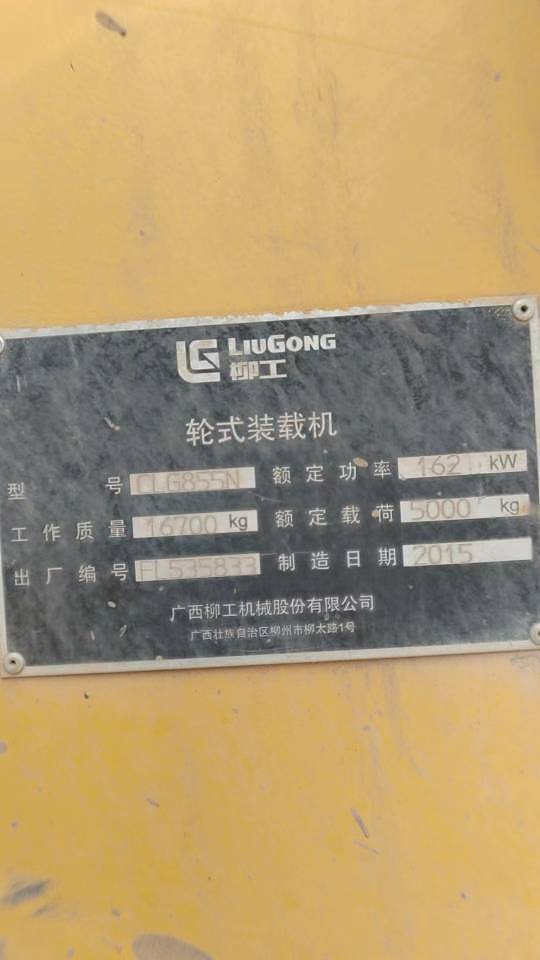 LIUGONG
柳工
轮式装载机
型号 CLG855N 额定功率 162 kW
工作质量 16700 kg 额定载荷 5000 kg
出厂编号 FL535833 制造日期 2015
广西柳工机械股份有限公司
广西壮族自治区柳州市柳太路1号